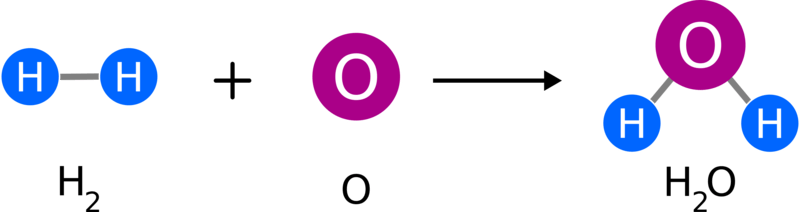 H H + O → O H H
H₂ O H₂O